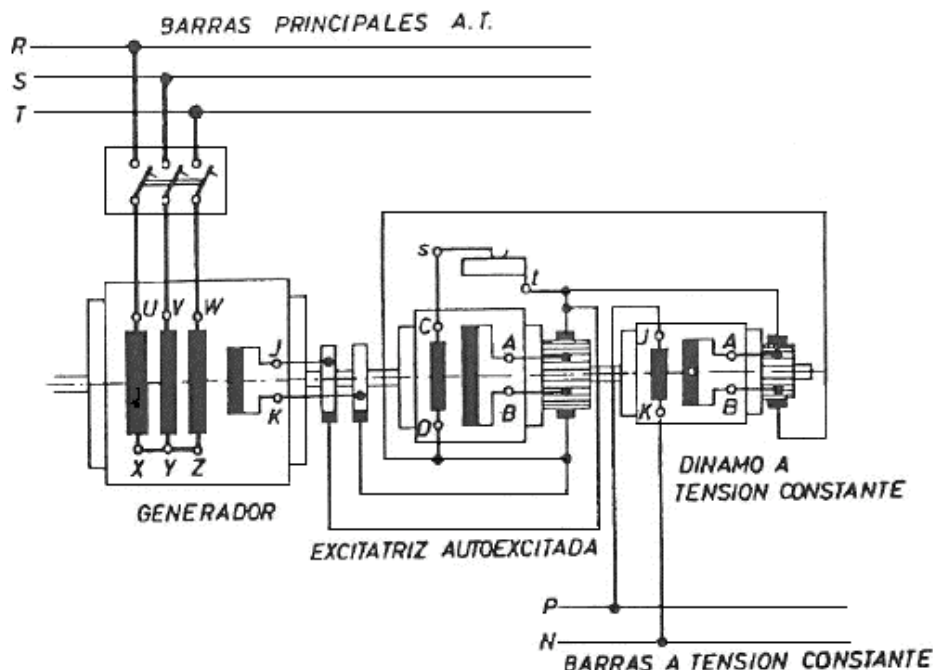 BARRAS PRINCIPALES A.T.
R
S
T
U V W
J
K
X Y Z
GENERADOR
s
t
C
D
A
B
EXCITATRIZ AUTOEXCITADA
J
K
A
B
DINAMO A
TENSION CONSTANTE
P
N
BARRAS A TENSION CONSTANTE